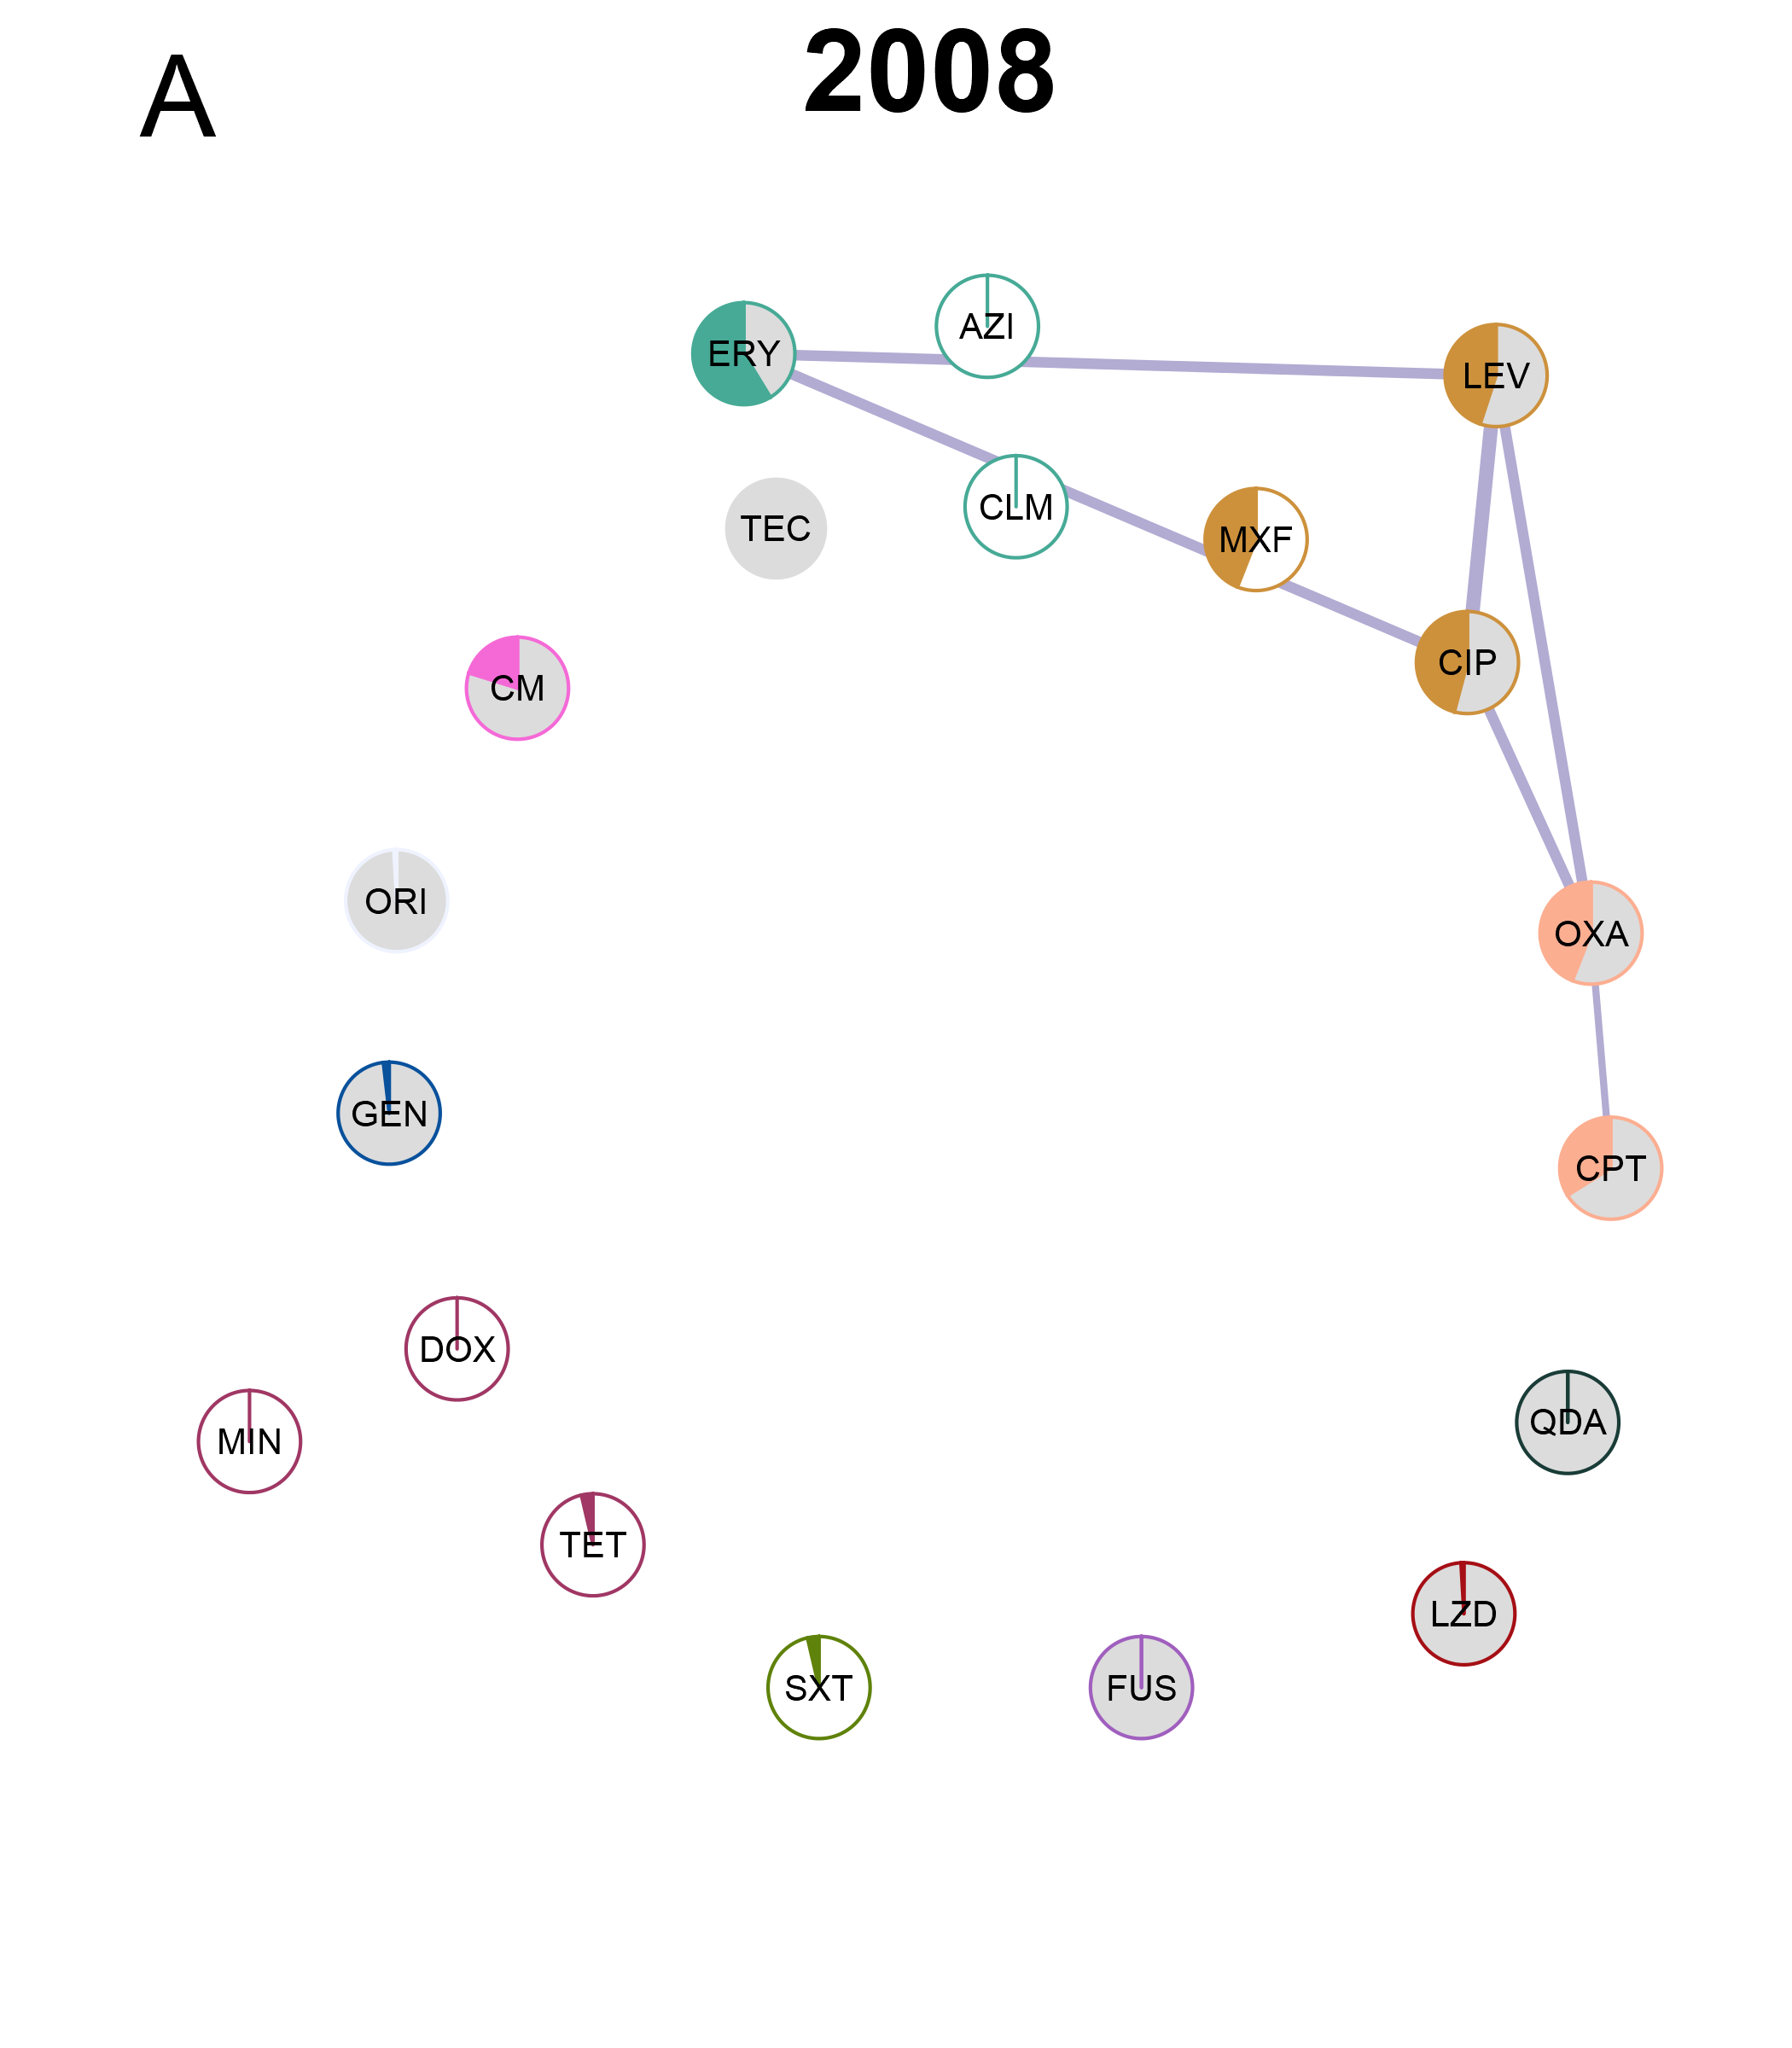 A
2008
AZI
ERY
LEV
CLM
TEC
MXF
CIP
CM
ORI
OXA
GEN
CPT
DOX
QDA
MIN
TET
LZD
SXT
FUS